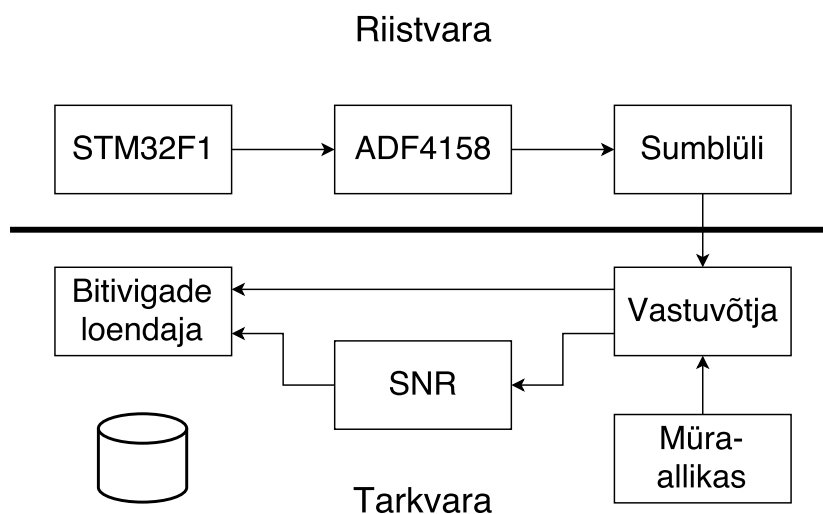 Riistvara
STM32F1
ADF4158
Sumblüli
Bitivigade
loendaja
Vastuvõtja
SNR
Müra-
allikas
Tarkvara